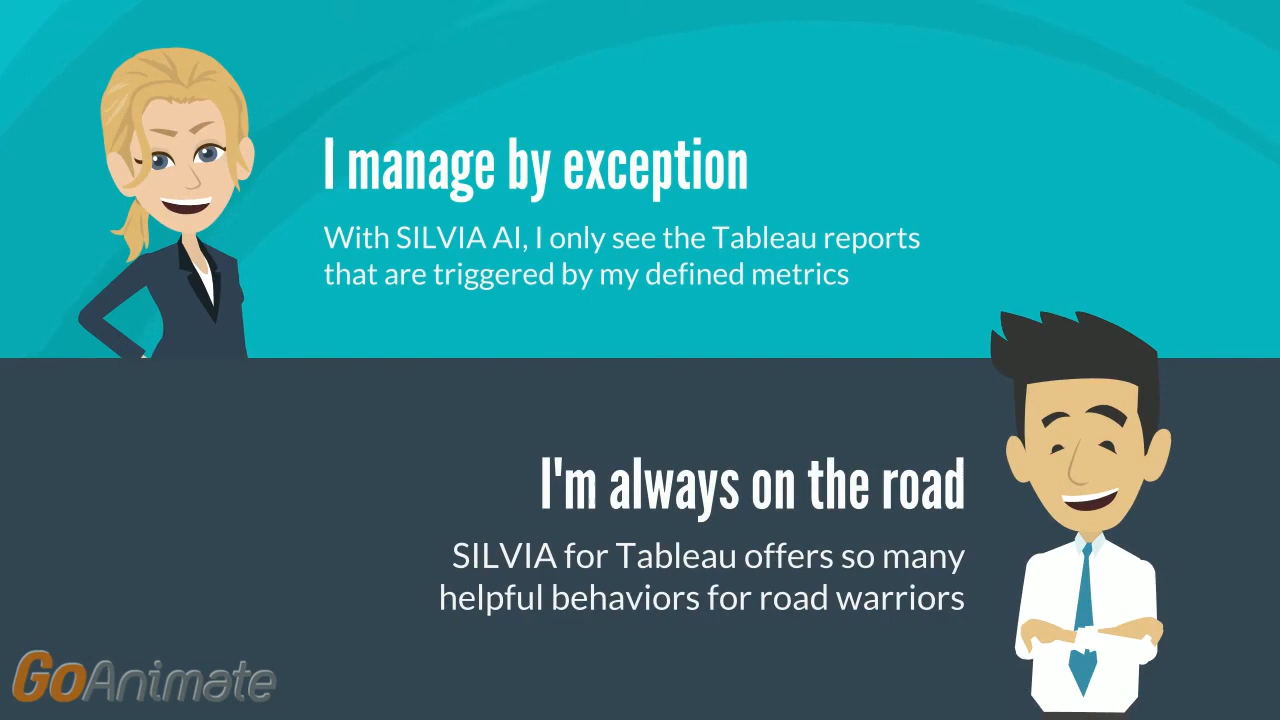 I manage by exception
With SILVIA AI, I only see the Tableau reports
that are triggered by my defined metrics
I'm always on the road
SILVIA for Tableau offers so many
helpful behaviors for road warriors
GoAnimate